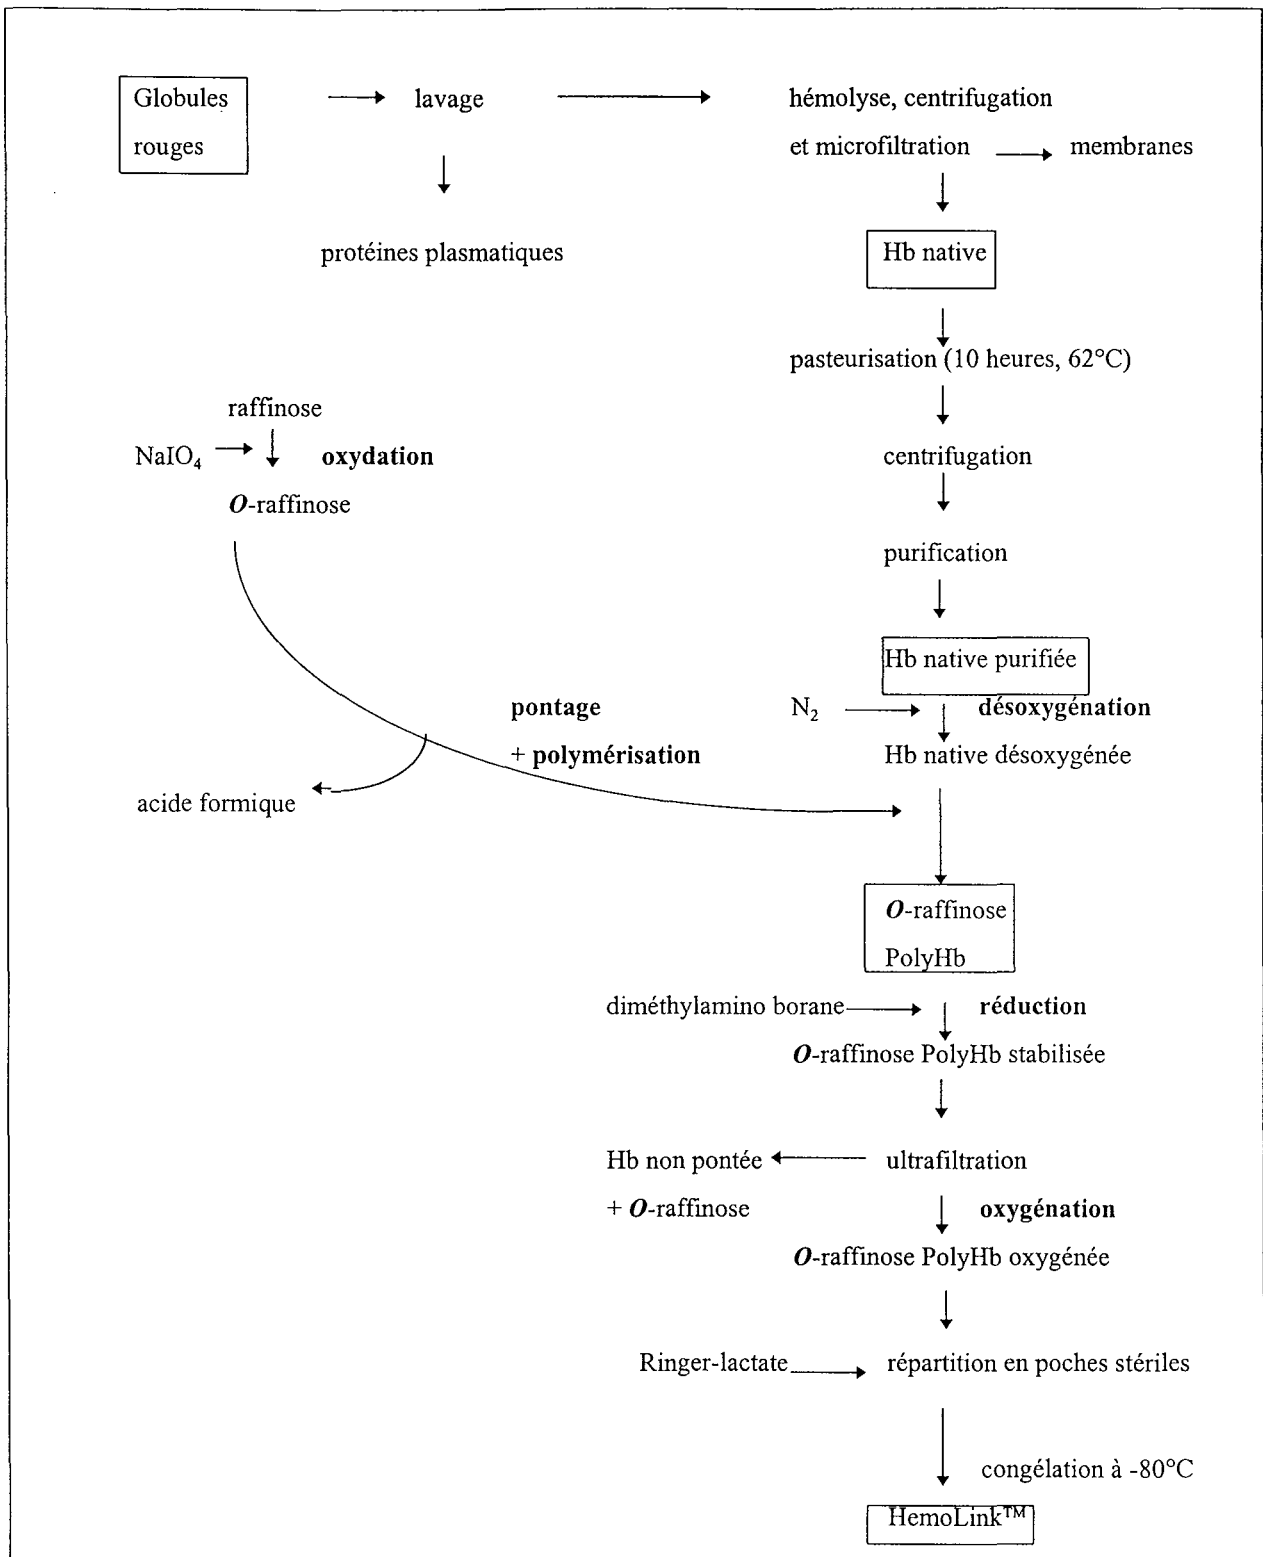 Globules
rouges
lavage
hémolyse, centrifugation
et microfiltration
membranes
protéines plasmatiques
Hb native
pasteurisation (10 heures, 62°C)
raffinose
NaIO₄
oxydation
centrifugation
O-raffinose
purification
Hb native purifiée
pontage
N₂
désoxygénation
+ polymérisation
Hb native désoxygénée
acide formique
O-raffinose
PolyHb
diméthylamino borane
réduction
O-raffinose PolyHb stabilisée
Hb non pontée
ultrafiltration
+ O-raffinose
oxygénation
O-raffinose PolyHb oxygénée
Ringer-lactate
répartition en poches stériles
congélation à -80°C
HemoLink™